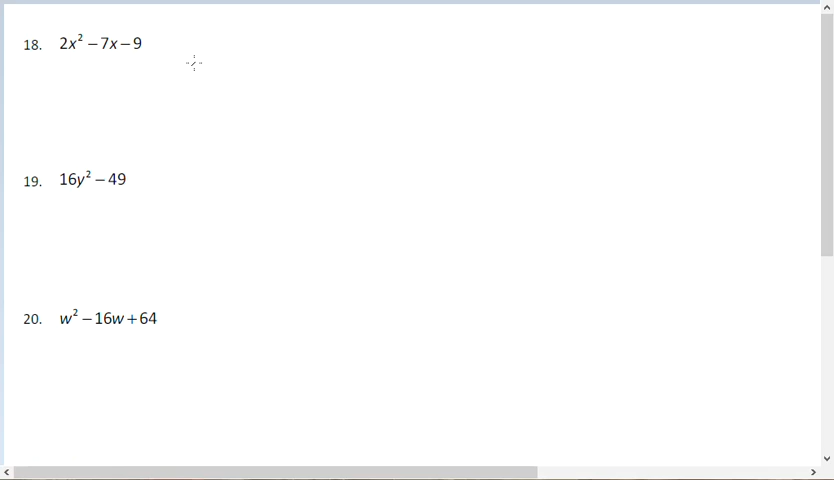 18. 2x² – 7x – 9
19. 16y² – 49
20. w² – 16w + 64